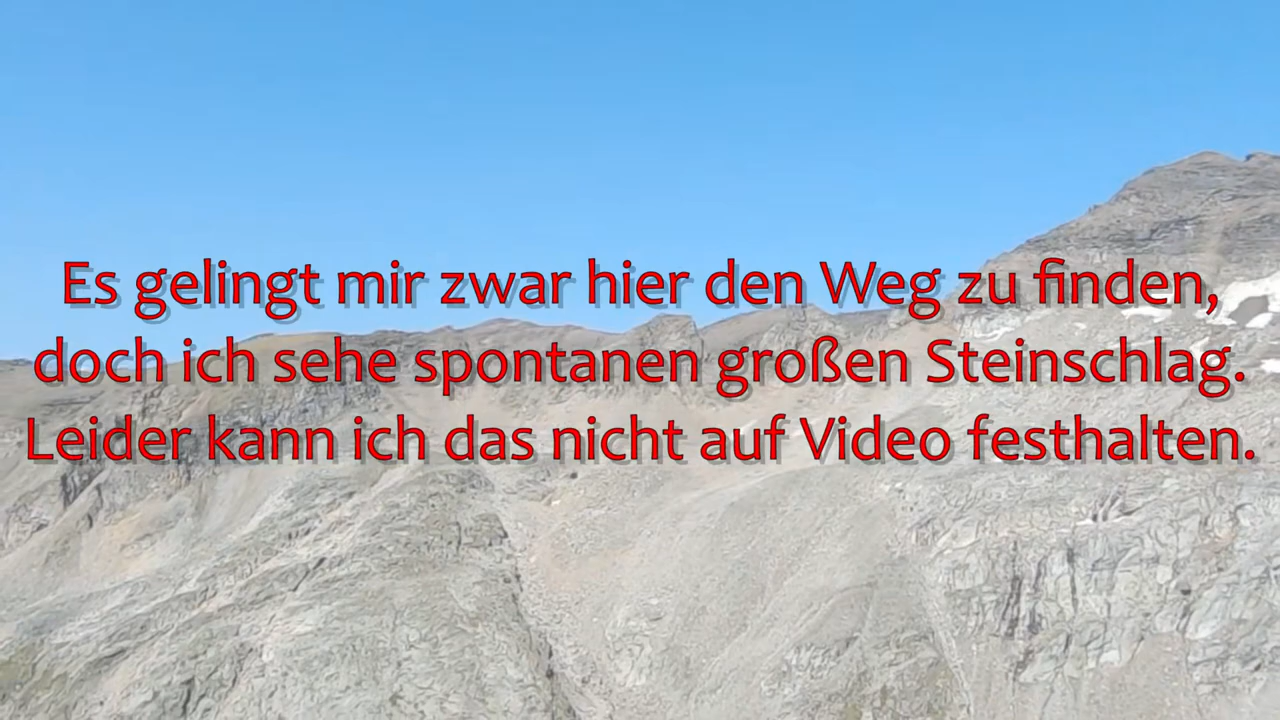 Es gelingt mir zwar hier den Weg zu finden,
doch ich sehe spontanen großen Steinschlag.
Leider kann ich das nicht auf Video festhalten.